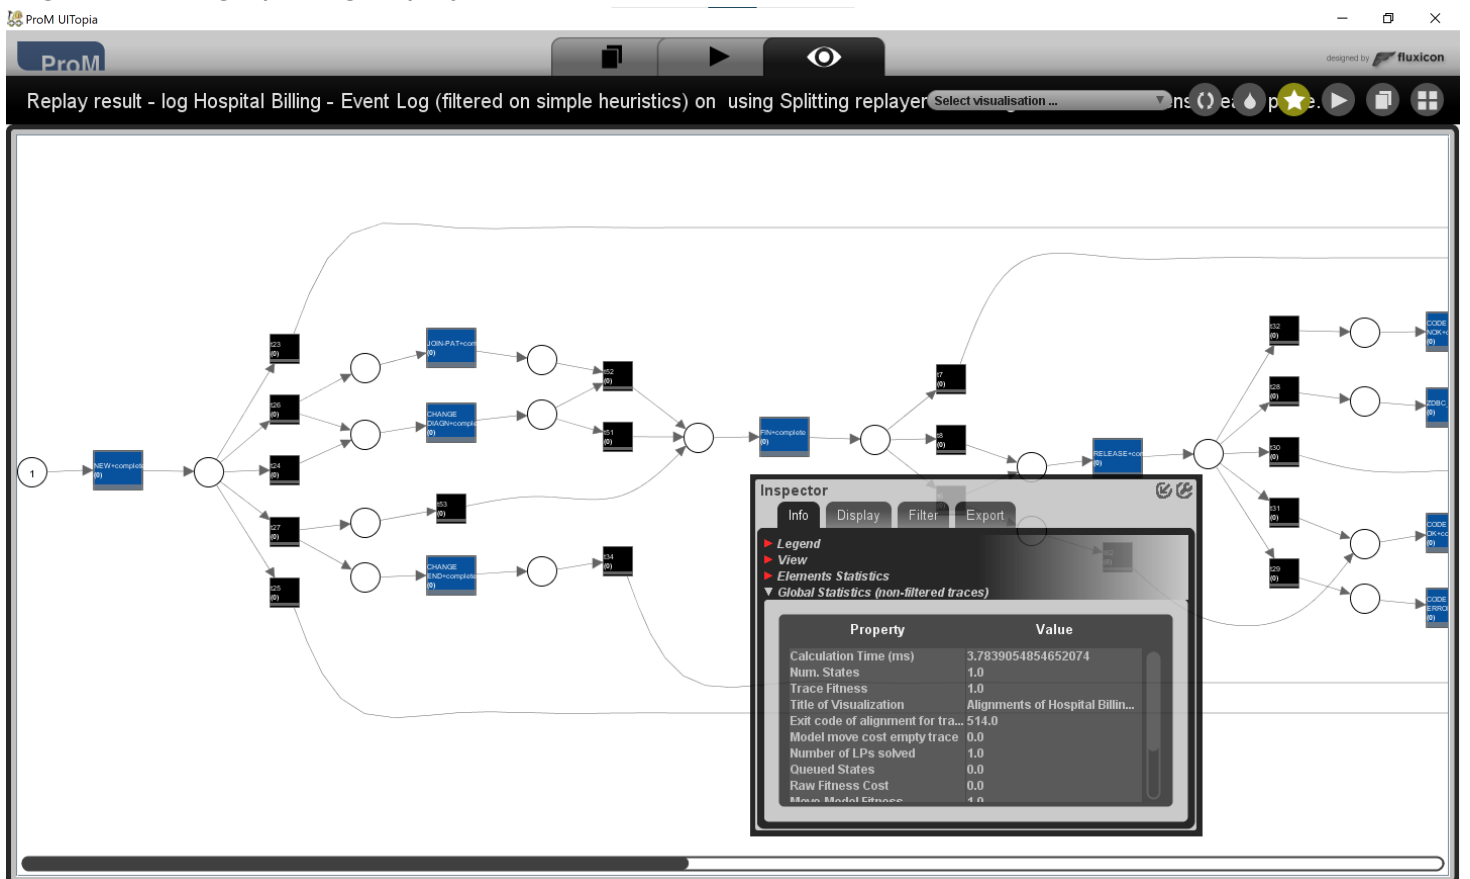 ProM UITopia
ProM
designed by fluxicon
Replay result - log Hospital Billing - Event Log (filtered on simple heuristics) on using Splitting replayer
Select visualisation ...
t23
(0)
t32
(0)
CODE
NOK+c
(0)
JOIN-PAT+com
(0)
t52
(0)
t7
(0)
t26
(0)
t28
(0)
ZDBC_
(0)
CHANGE
DIAGN+comple
(0)
t51
(0)
FIN+complete
(0)
t8
(0)
t30
(0)
1
NEW+complete
(0)
t24
(0)
RELEASE+com
(0)
t53
(0)
t27
(0)
t31
(0)
CODE
OK+cc
(0)
CHANGE
END+complete
(0)
t34
(0)
t25
(0)
t29
(0)
CODE
ERRO
(0)
Inspector
Info Display Filter Export
Legend
View
Elements Statistics
Global Statistics (non-filtered traces)
Property Value
Calculation Time (ms) 3.7839054854652074
Num. States 1.0
Trace Fitness 1.0
Title of Visualization Alignments of Hospital Billin...
Exit code of alignment for tra... 514.0
Model move cost empty trace 0.0
Number of LPs solved 1.0
Queued States 0.0
Raw Fitness Cost 0.0
Move-Model Fitness 1.0